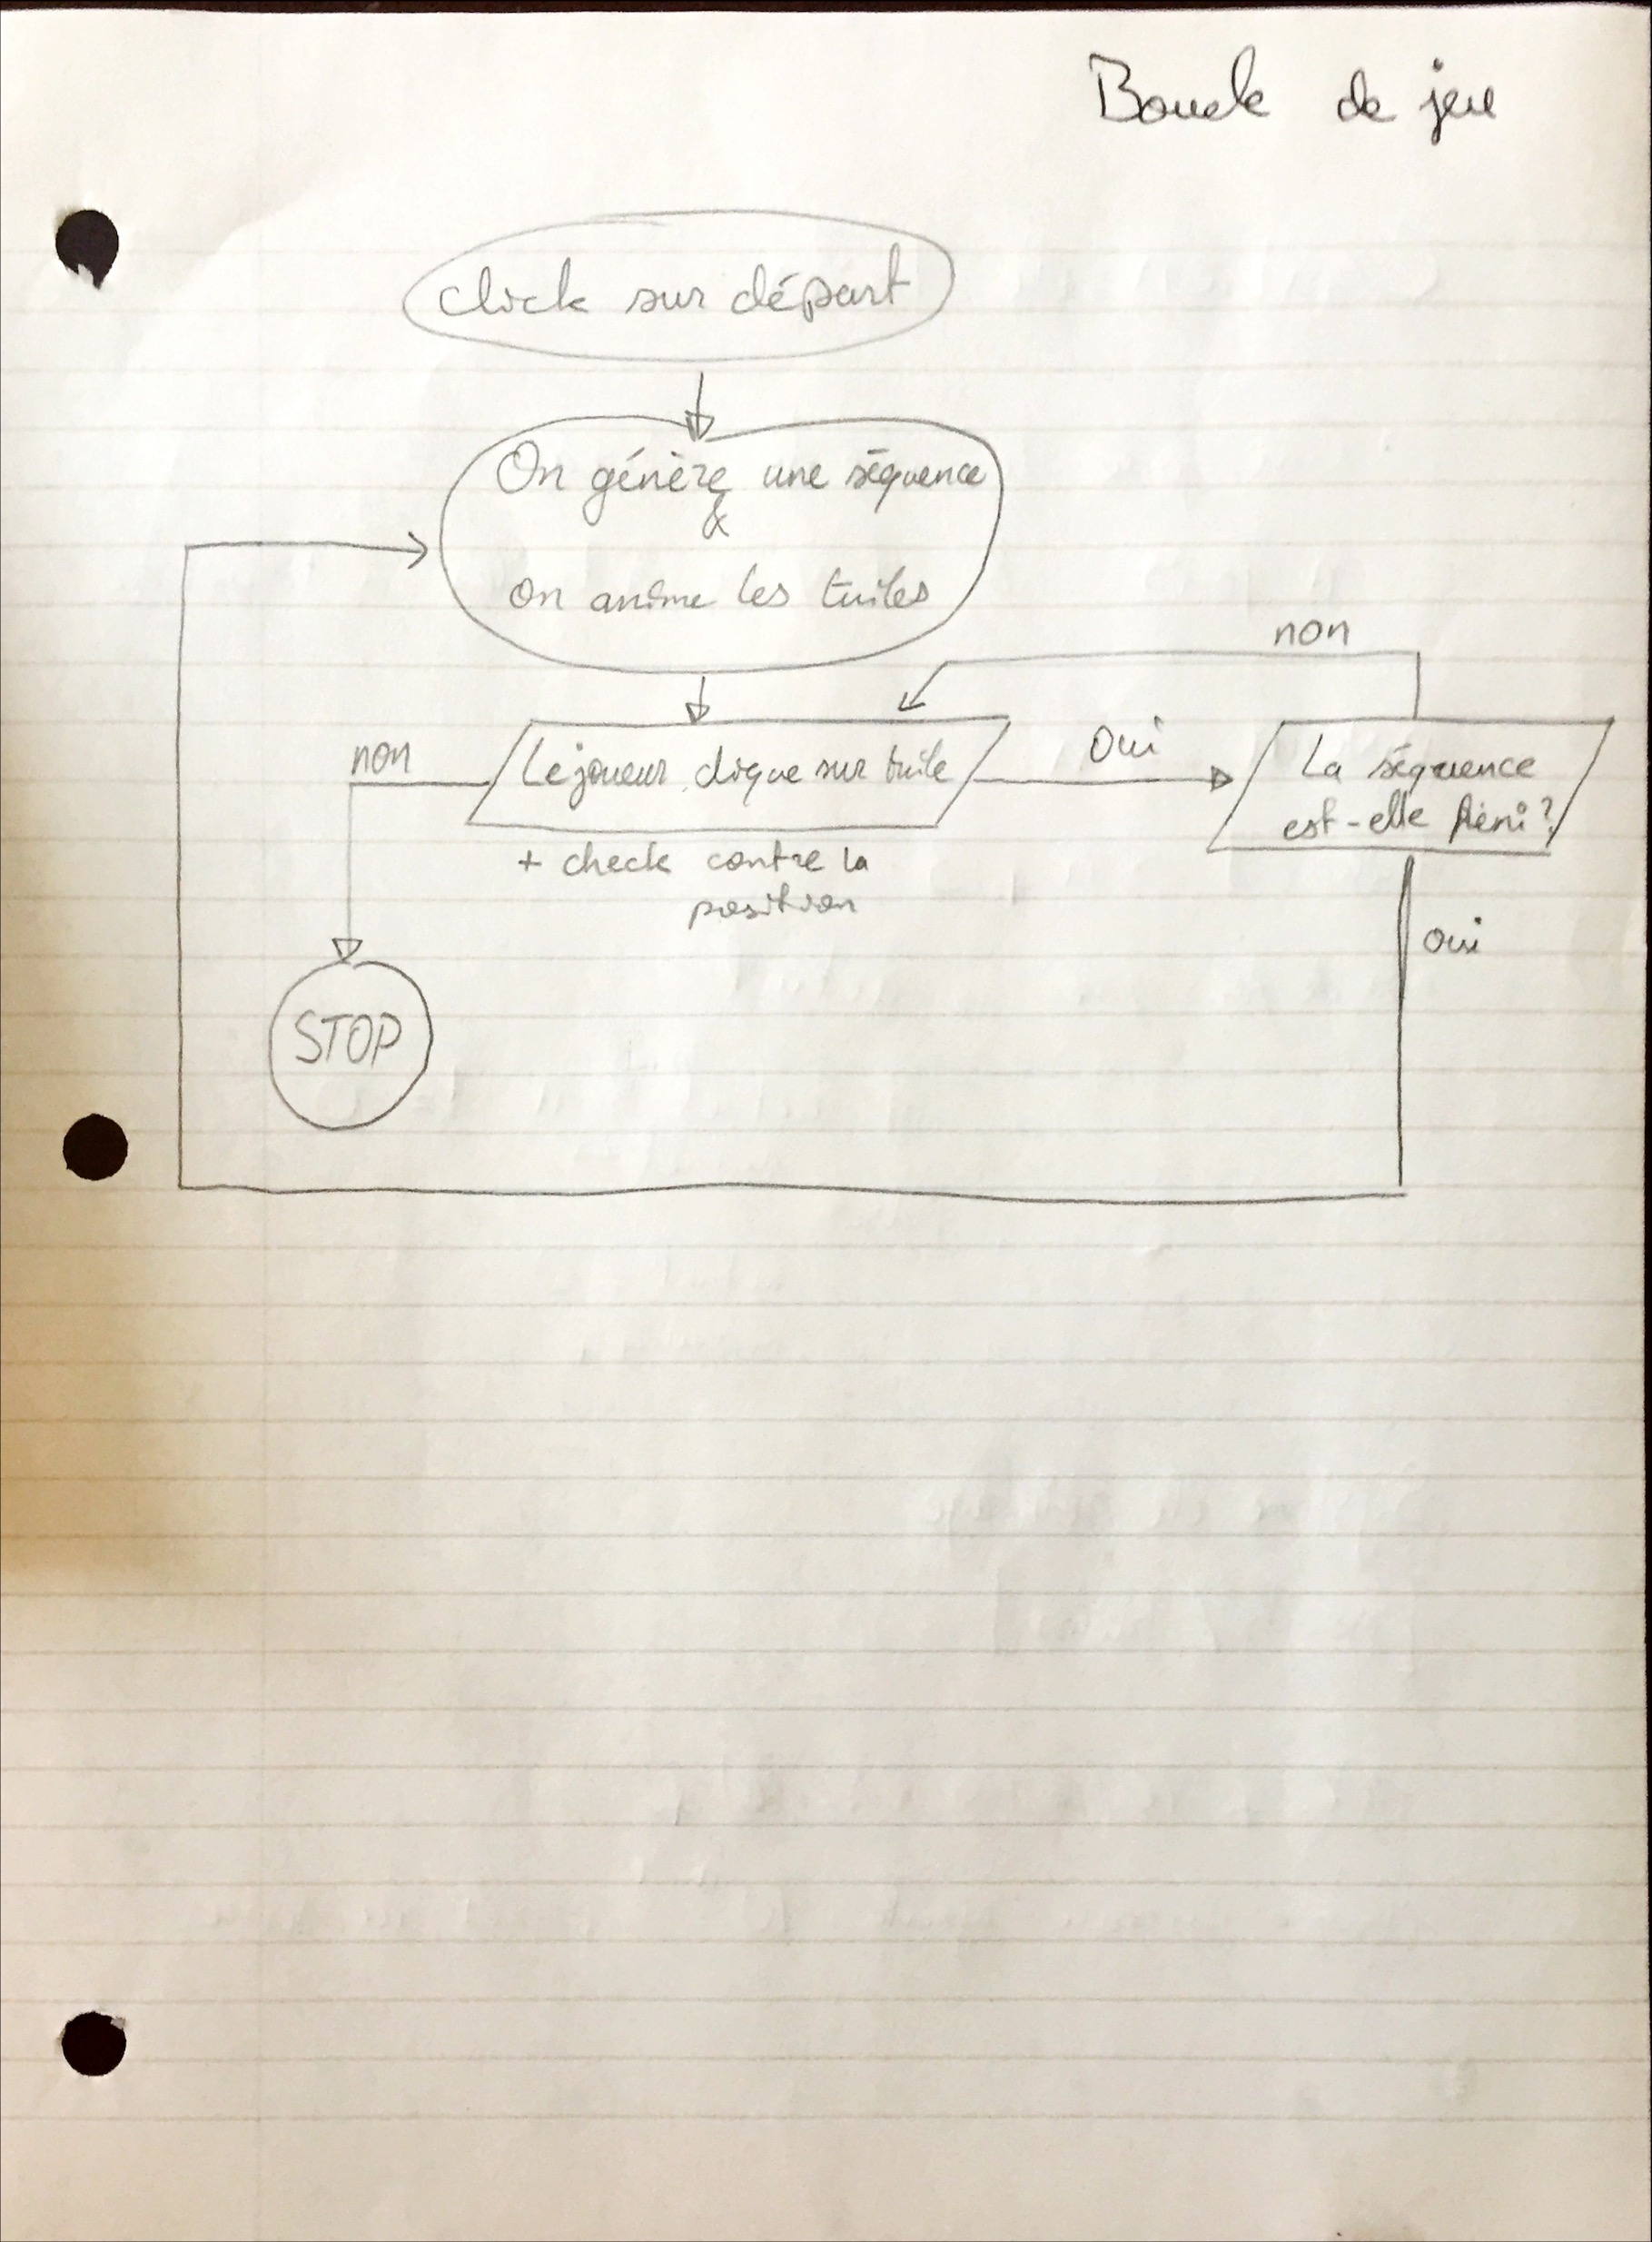 Boucle de jeu
click sur départ
On génère une séquence
&
on anime les tuiles
non
non
Le joueur clique sur tuile
Oui
La séquence
est-elle fini?
+ check contre la
position
oui
STOP